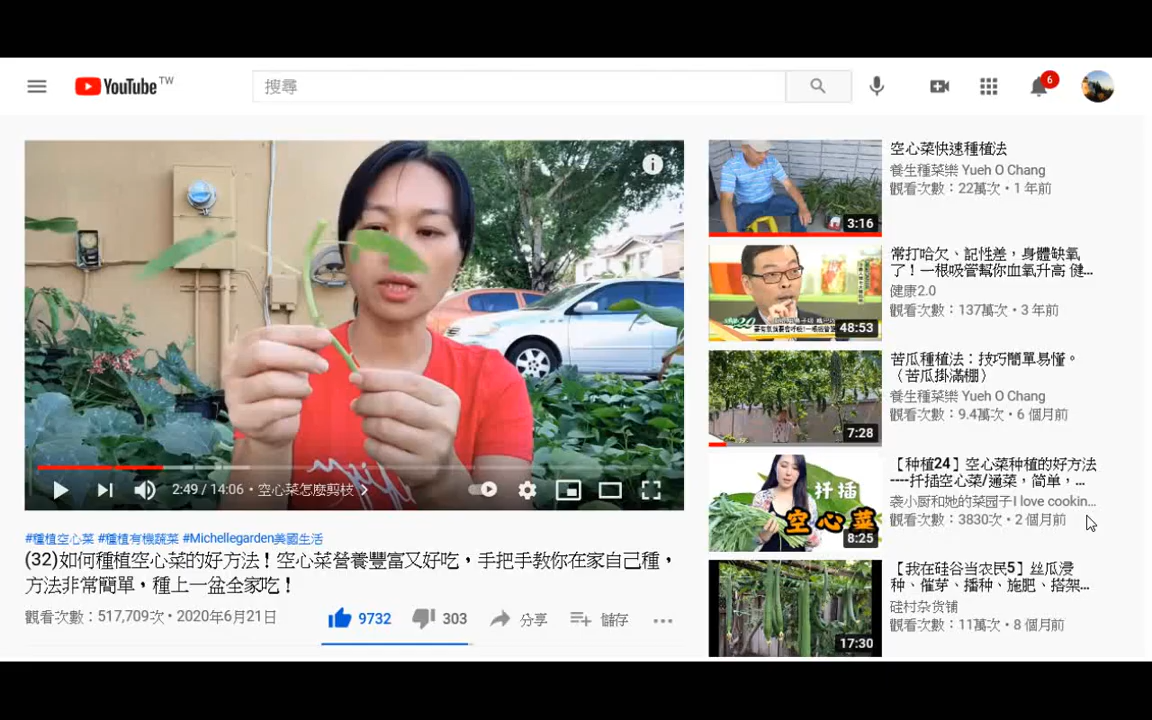 YouTube TW
搜尋
6
2:49 / 14:06 • 空心菜怎麼剪枝
#種植空心菜 #種植有機蔬菜 #Michellegarden美國生活
(32)如何種植空心菜的好方法！空心菜營養豐富又好吃，手把手教你在家自己種，
方法非常簡單，種上一盆全家吃！
觀看次數：517,709次 • 2020年6月21日
9732
303
分享
儲存
3:16
空心菜快速種植法
養生種菜樂 Yueh O Chang
觀看次數：22萬次 • 1 年前
48:53
常打哈欠、記性差，身體缺氧
了！一根吸管幫你血氧升高 健...
健康2.0
觀看次數：137萬次 • 3 年前
7:28
苦瓜種植法：技巧簡單易懂。
（苦瓜掛滿棚）
養生種菜樂 Yueh O Chang
觀看次數：9.4萬次 • 6 個月前
扦插
空心菜
8:25
【种植24】空心菜种植的好方法
----扦插空心菜/通菜，简单，...
袭小厨和她的菜园子I love cookin...
觀看次數：3830次 • 2 個月前
17:30
【我在硅谷当农民5】丝瓜浸
种、催芽、播种、施肥、搭架...
硅村杂货铺
觀看次數：11萬次 • 8 個月前